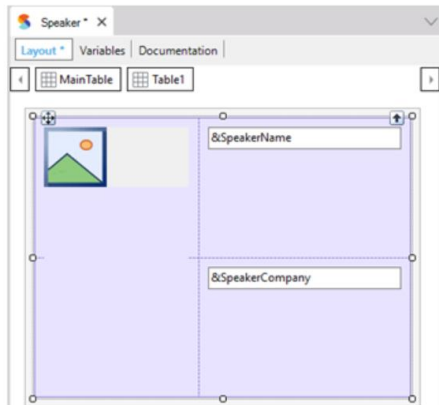 Speaker *
Layout * Variables Documentation
MainTable Table1
&SpeakerName
&SpeakerCompany